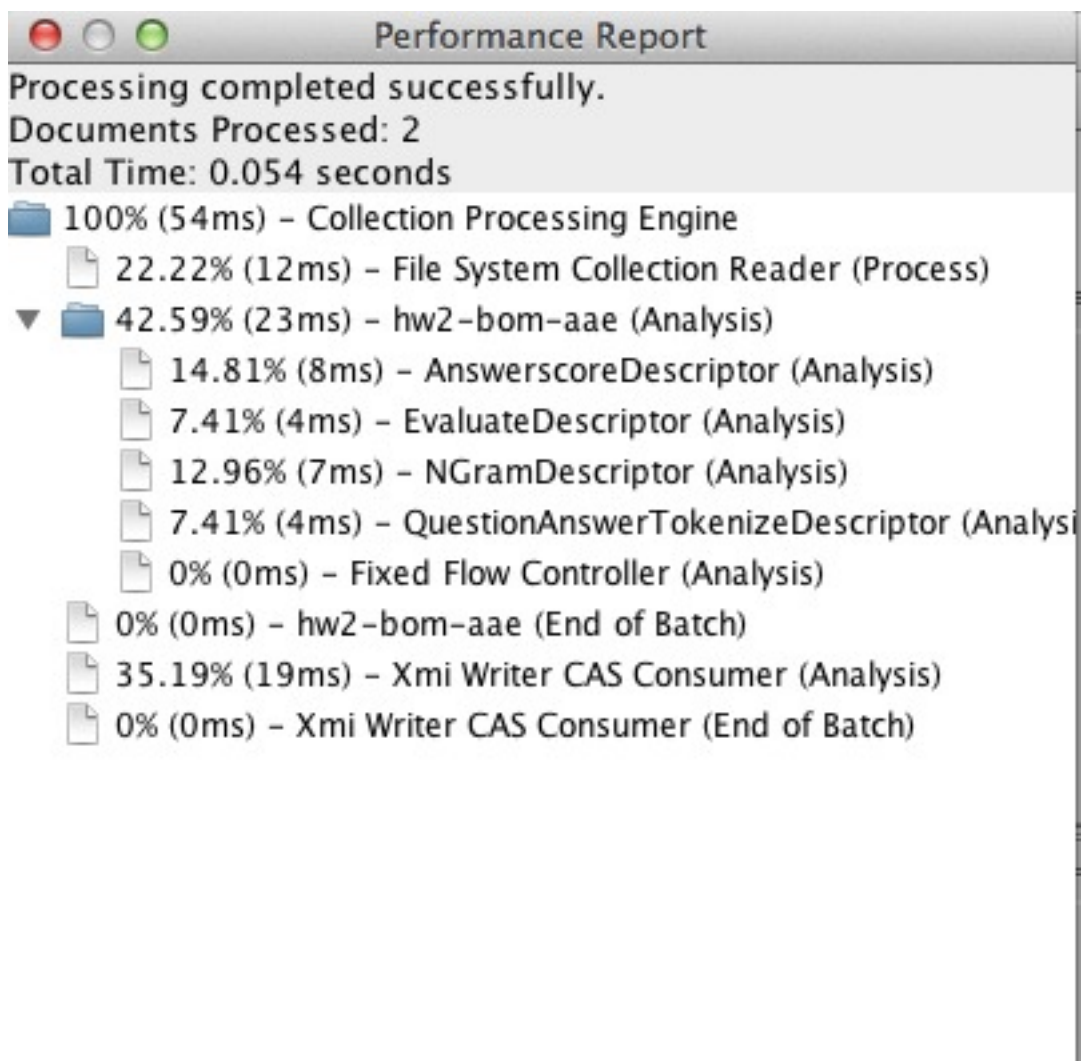 Performance Report
Processing completed successfully.
Documents Processed: 2
Total Time: 0.054 seconds
100% (54ms) – Collection Processing Engine
22.22% (12ms) – File System Collection Reader (Process)
42.59% (23ms) – hw2-bom-aae (Analysis)
14.81% (8ms) – AnswerscoreDescriptor (Analysis)
7.41% (4ms) – EvaluateDescriptor (Analysis)
12.96% (7ms) – NGramDescriptor (Analysis)
7.41% (4ms) – QuestionAnswerTokenizeDescriptor (Analysi
0% (0ms) – Fixed Flow Controller (Analysis)
0% (0ms) – hw2-bom-aae (End of Batch)
35.19% (19ms) – Xmi Writer CAS Consumer (Analysis)
0% (0ms) – Xmi Writer CAS Consumer (End of Batch)